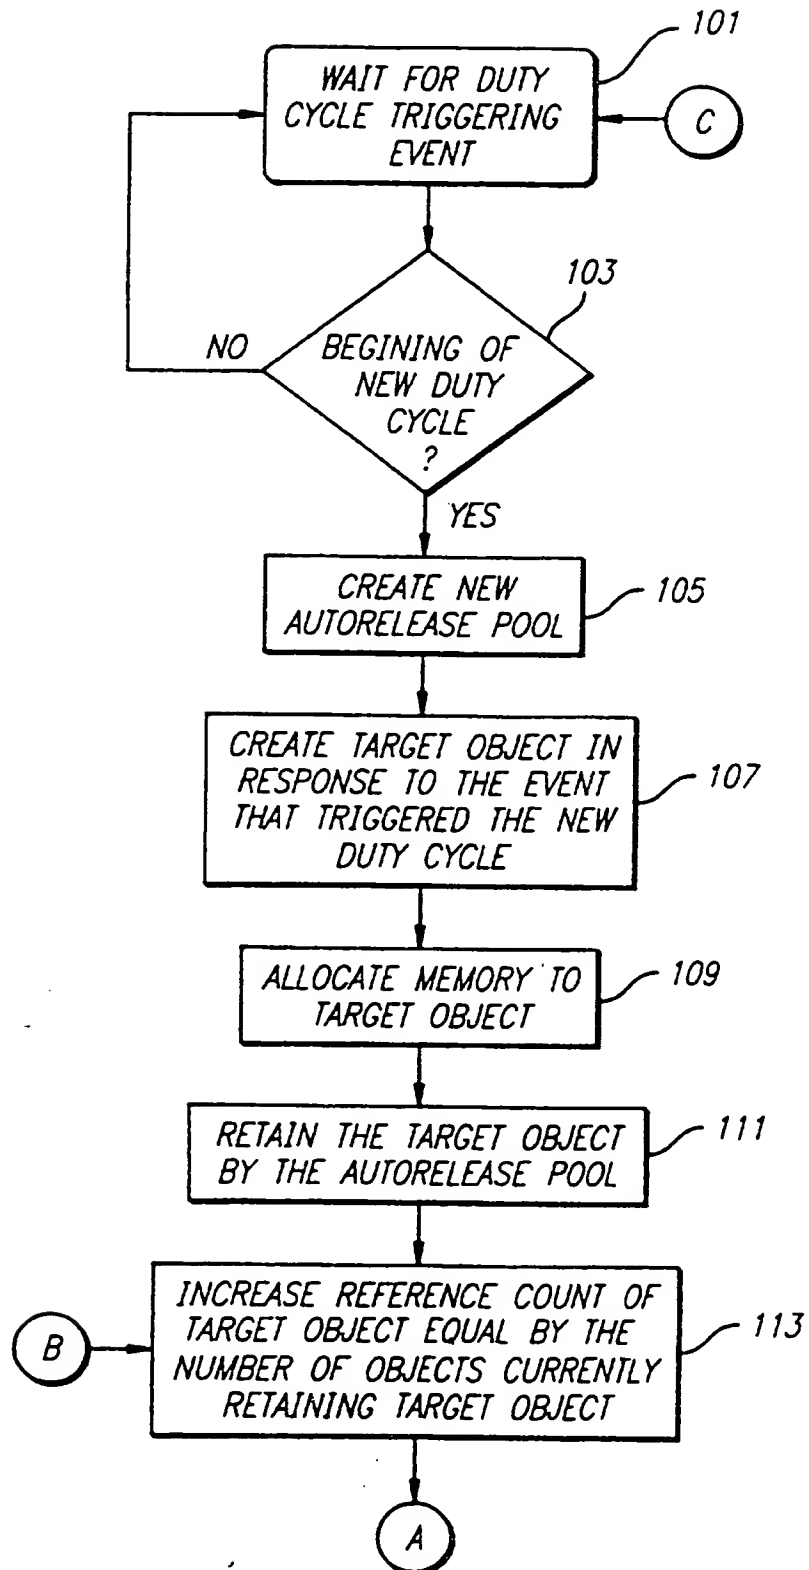 101
WAIT FOR DUTY
CYCLE TRIGGERING
EVENT
C
103
NO
BEGINING OF
NEW DUTY
CYCLE
?
YES
CREATE NEW
AUTORELEASE POOL
105
CREATE TARGET OBJECT IN
RESPONSE TO THE EVENT
THAT TRIGGERED THE NEW
DUTY CYCLE
107
ALLOCATE MEMORY TO
TARGET OBJECT
109
RETAIN THE TARGET OBJECT
BY THE AUTORELEASE POOL
111
INCREASE REFERENCE COUNT OF
TARGET OBJECT EQUAL BY THE
NUMBER OF OBJECTS CURRENTLY
RETAINING TARGET OBJECT
113
B
A